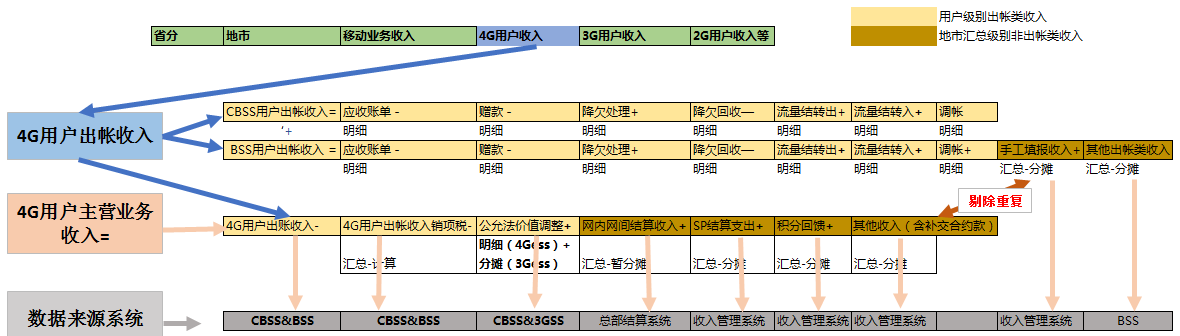 用户级别出帐类收入
省分 地市 移动业务收入 4G用户收入 3G用户收入 2G用户收入等
地市汇总级别非出帐类收入
4G用户出帐收入
CBSS用户出帐收入= 应收账单 - 赠款 - 降欠处理+ 降欠回收— 流量结转出+ 流量结转入+ 调帐
‘+ 明细 明细 明细 明细 明细 明细 明细
BSS用户出帐收入 = 应收账单 - 赠款 - 降欠处理+ 降欠回收— 流量结转出+ 流量结转入+ 调帐+ 手工填报收入+ 其他出帐类收入
明细 明细 明细 明细 明细 明细 明细 汇总-分摊 汇总-分摊
剔除重复
4G用户主营业务
收入=
4G用户出账收入- 4G用户出帐收入销项税- 公允法价值调整+ 网内网间结算收入+ SP结算支出+ 积分回馈+ 其他收入（含补交合约款）
明细（4Gcss）+
汇总-计算 分摊（3Gess） 汇总-暂分摊 汇总-分摊 汇总-分摊 汇总-分摊
数据来源系统
CBSS&BSS CBSS&BSS CBSS&3GSS 总部结算系统 收入管理系统 收入管理系统 收入管理系统 收入管理系统 BSS